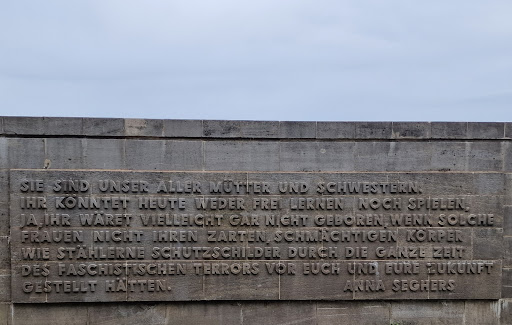 SIE SIND UNSER ALLER MÜTTER UND SCHWESTERN.
IHR KÖNNTET HEUTE WEDER FREI LERNEN NOCH SPIELEN,
JA, IHR WÄRET VIELLEICHT GAR NICHT GEBOREN, WENN SOLCHE
FRAUEN NICHT IHREN ZARTEN, SCHMÄCHTIGEN KÖRPER
WIE STÄHLERNE SCHUTZSCHILDER DURCH DIE GANZE ZEIT
DES FASCHISTISCHEN TERRORS VOR EUCH UND EURE ZUKUNFT
GESTELLT HÄTTEN. ANNA SEGHERS